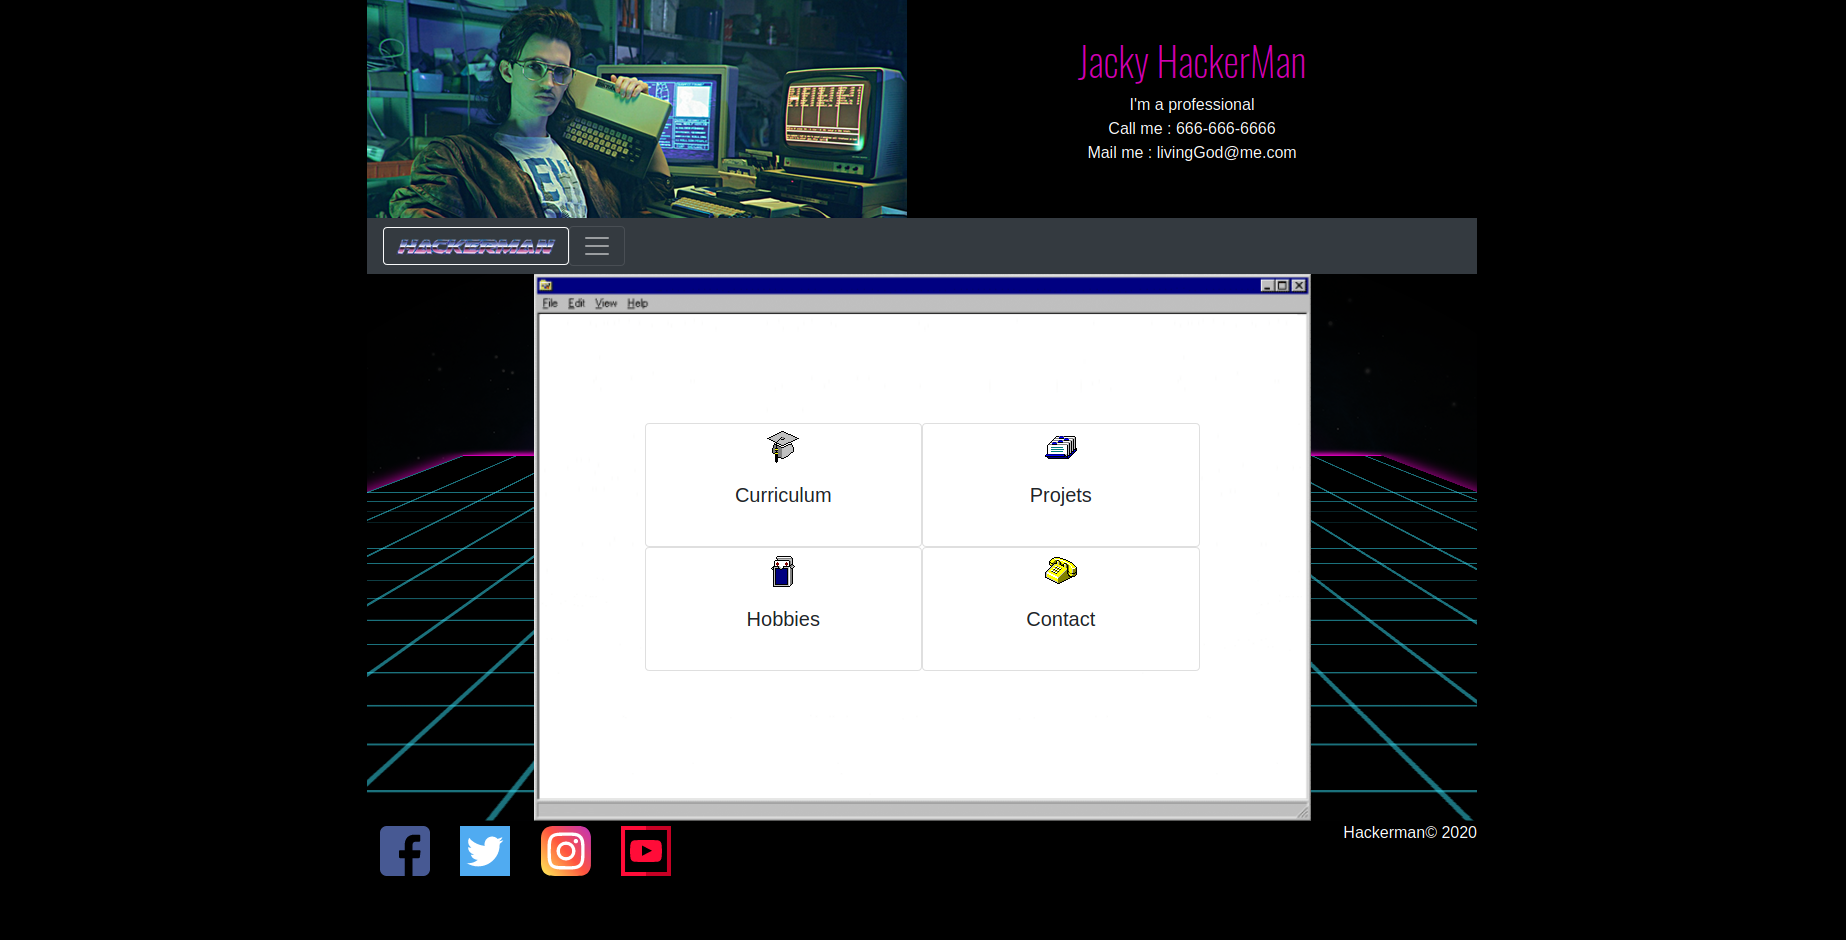 Jacky HackerMan
I'm a professional
Call me : 666-666-6666
Mail me : livingGod@me.com
HACKERMAN
File Edit View Help
Curriculum
Projets
Hobbies
Contact
Hackerman© 2020